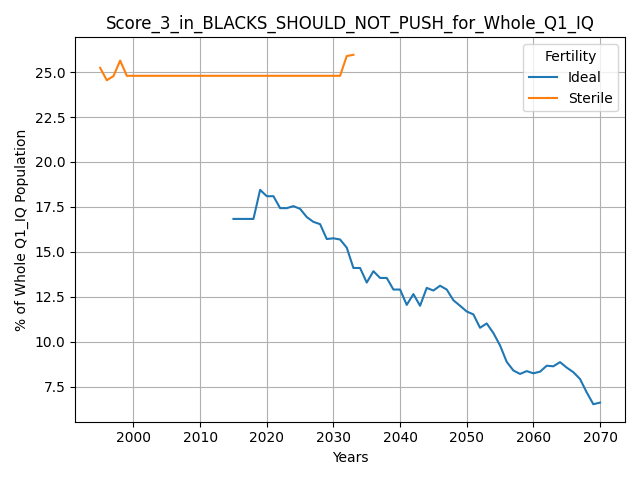 Score_3_in_BLACKS_SHOULD_NOT_PUSH_for_Whole_Q1_IQ
Fertility
Ideal
Sterile
% of Whole Q1_IQ Population
25.0
22.5
20.0
17.5
15.0
12.5
10.0
7.5
2000 2010 2020 2030 2040 2050 2060 2070
Years